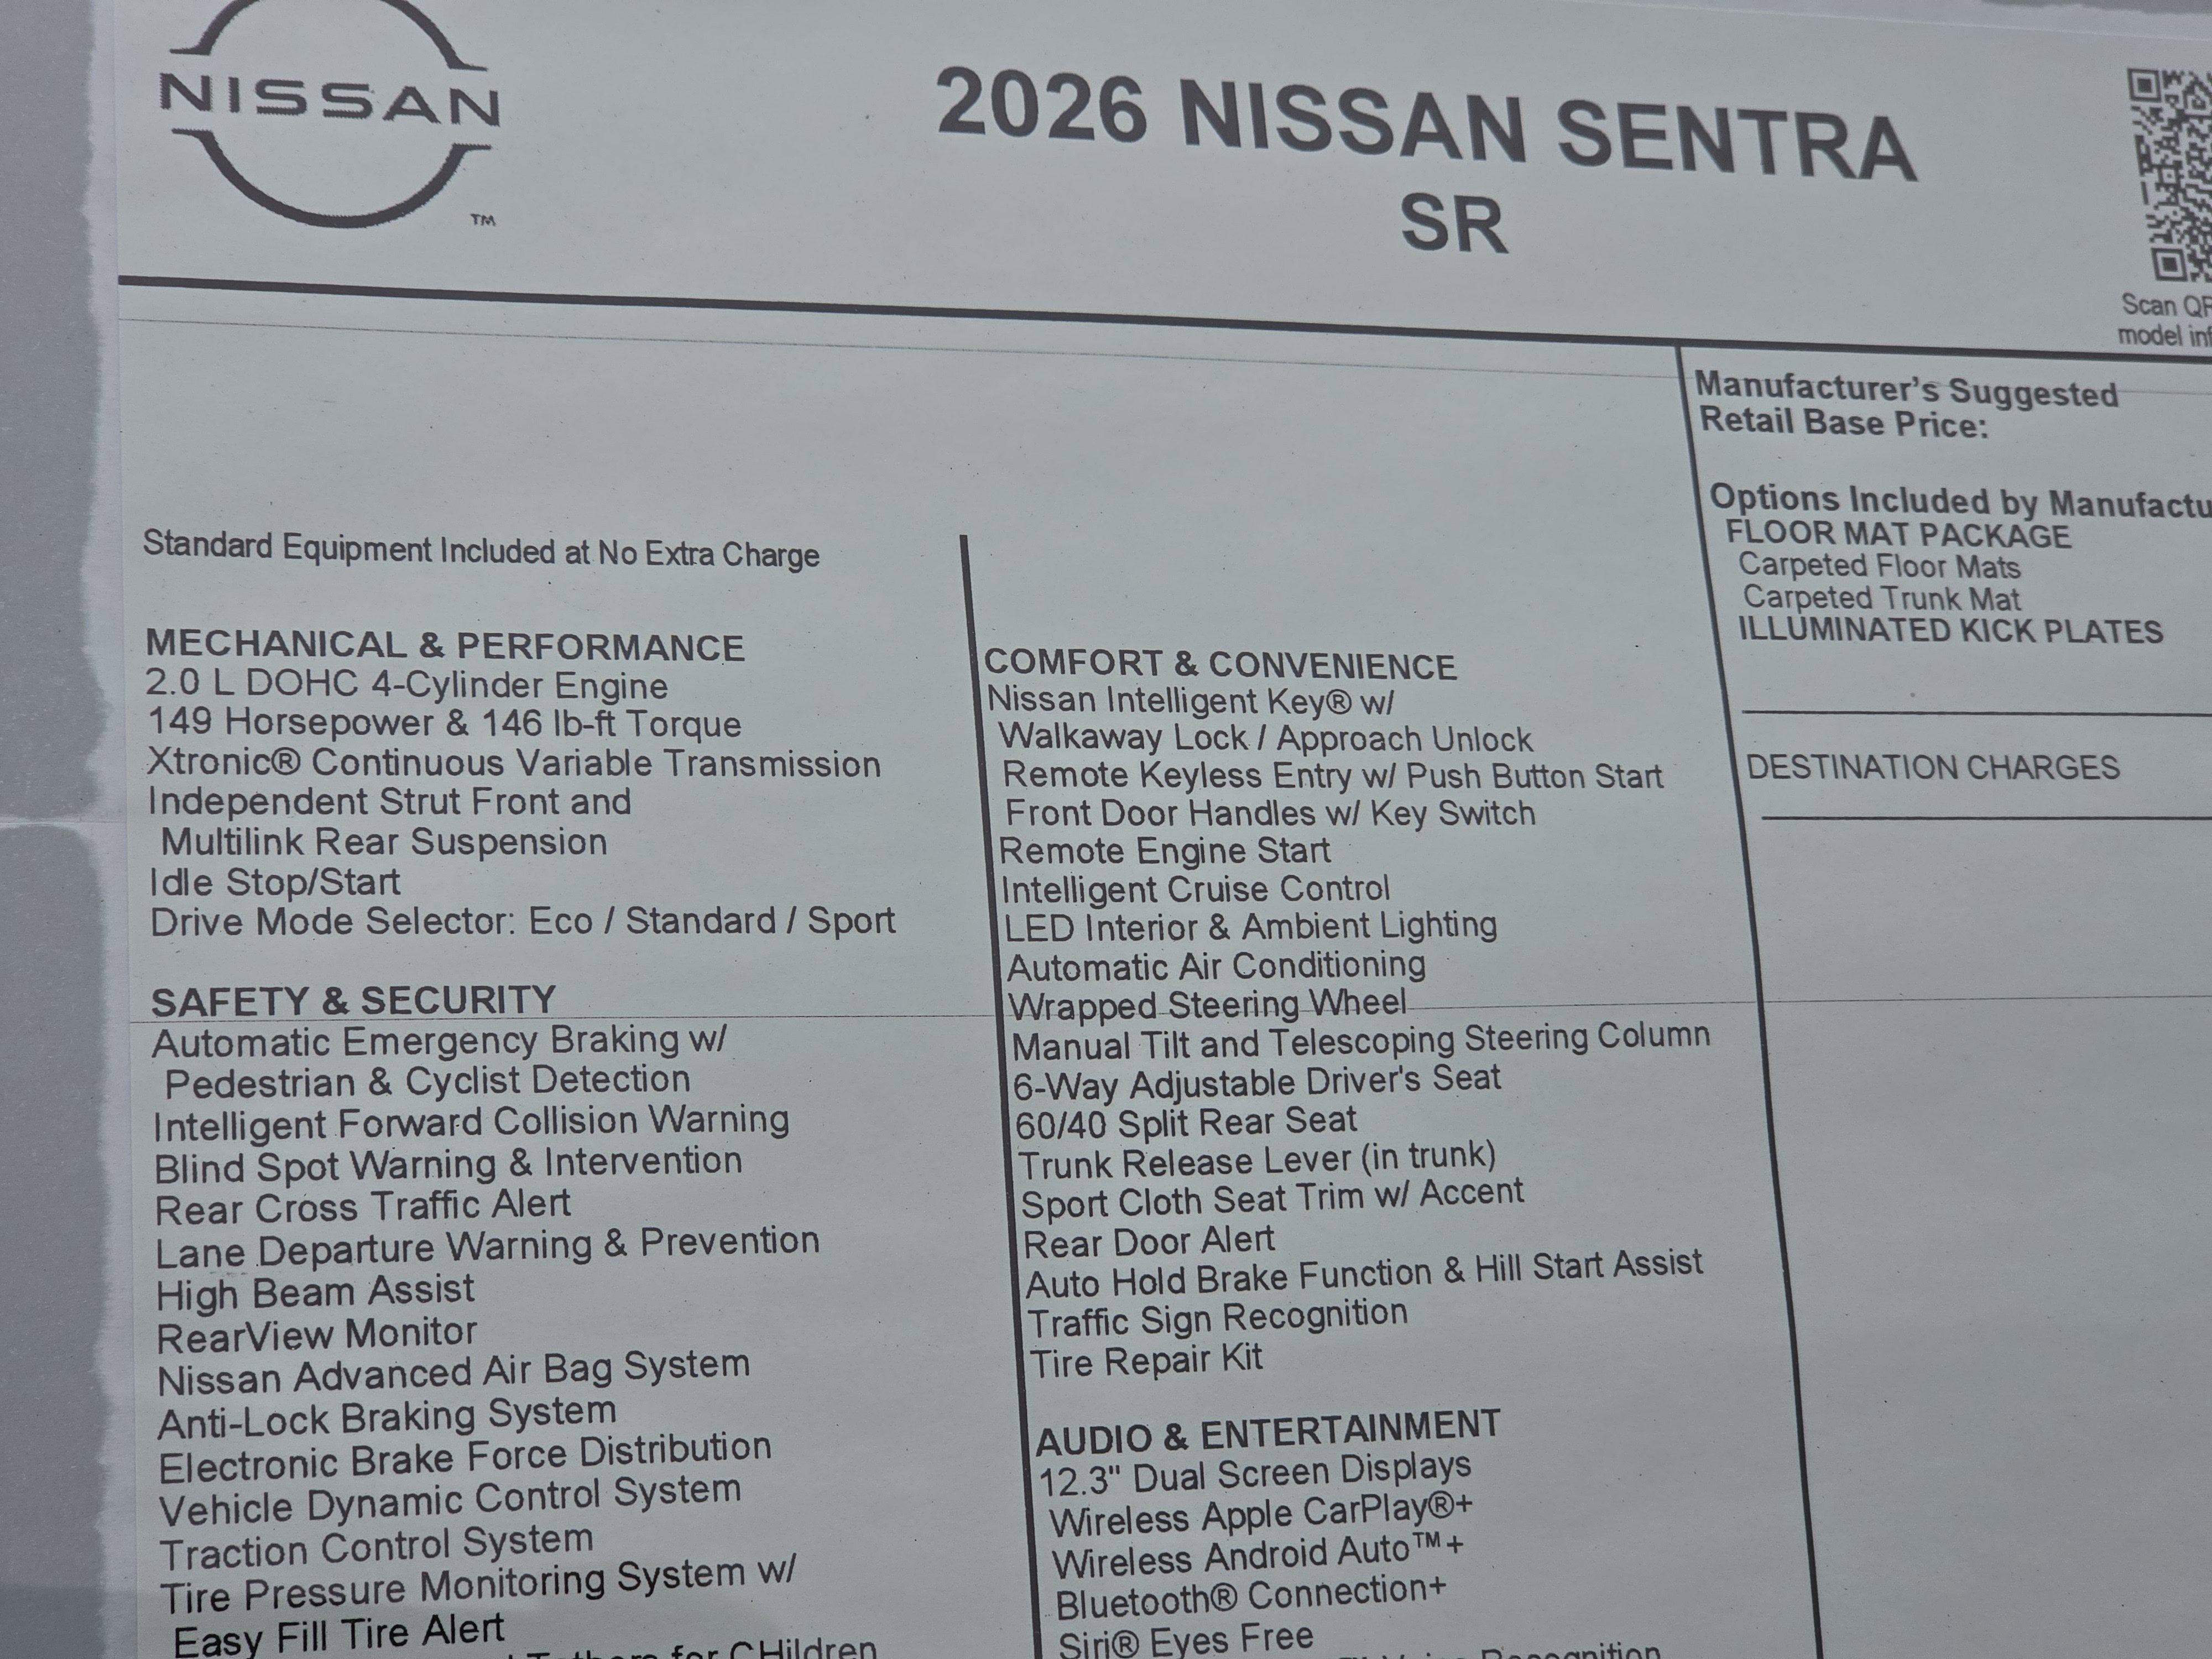 NISSAN
TM
2026 NISSAN SENTRA
SR
Scan QR
model inf
Standard Equipment Included at No Extra Charge
MECHANICAL & PERFORMANCE
2.0 L DOHC 4-Cylinder Engine
149 Horsepower & 146 lb-ft Torque
Xtronic® Continuous Variable Transmission
Independent Strut Front and
Multilink Rear Suspension
Idle Stop/Start
Drive Mode Selector: Eco / Standard / Sport
SAFETY & SECURITY
Automatic Emergency Braking w/
Pedestrian & Cyclist Detection
Intelligent Forward Collision Warning
Blind Spot Warning & Intervention
Rear Cross Traffic Alert
Lane Departure Warning & Prevention
High Beam Assist
RearView Monitor
Nissan Advanced Air Bag System
Anti-Lock Braking System
Electronic Brake Force Distribution
Vehicle Dynamic Control System
Traction Control System
Tire Pressure Monitoring System w/
Easy Fill Tire Alert
for CHildren
COMFORT & CONVENIENCE
Nissan Intelligent Key® w/
Walkaway Lock / Approach Unlock
Remote Keyless Entry w/ Push Button Start
Front Door Handles w/ Key Switch
Remote Engine Start
Intelligent Cruise Control
LED Interior & Ambient Lighting
Automatic Air Conditioning
Wrapped Steering Wheel
Manual Tilt and Telescoping Steering Column
6-Way Adjustable Driver's Seat
60/40 Split Rear Seat
Trunk Release Lever (in trunk)
Sport Cloth Seat Trim w/ Accent
Rear Door Alert
Auto Hold Brake Function & Hill Start Assist
Traffic Sign Recognition
Tire Repair Kit
AUDIO & ENTERTAINMENT
12.3" Dual Screen Displays
Wireless Apple CarPlay®+
Wireless Android Auto™+
Bluetooth® Connection+
Siri® Eyes Free
Recognition
Manufacturer's Suggested
Retail Base Price:
Options Included by Manufactu
FLOOR MAT PACKAGE
Carpeted Floor Mats
Carpeted Trunk Mat
ILLUMINATED KICK PLATES
DESTINATION CHARGES